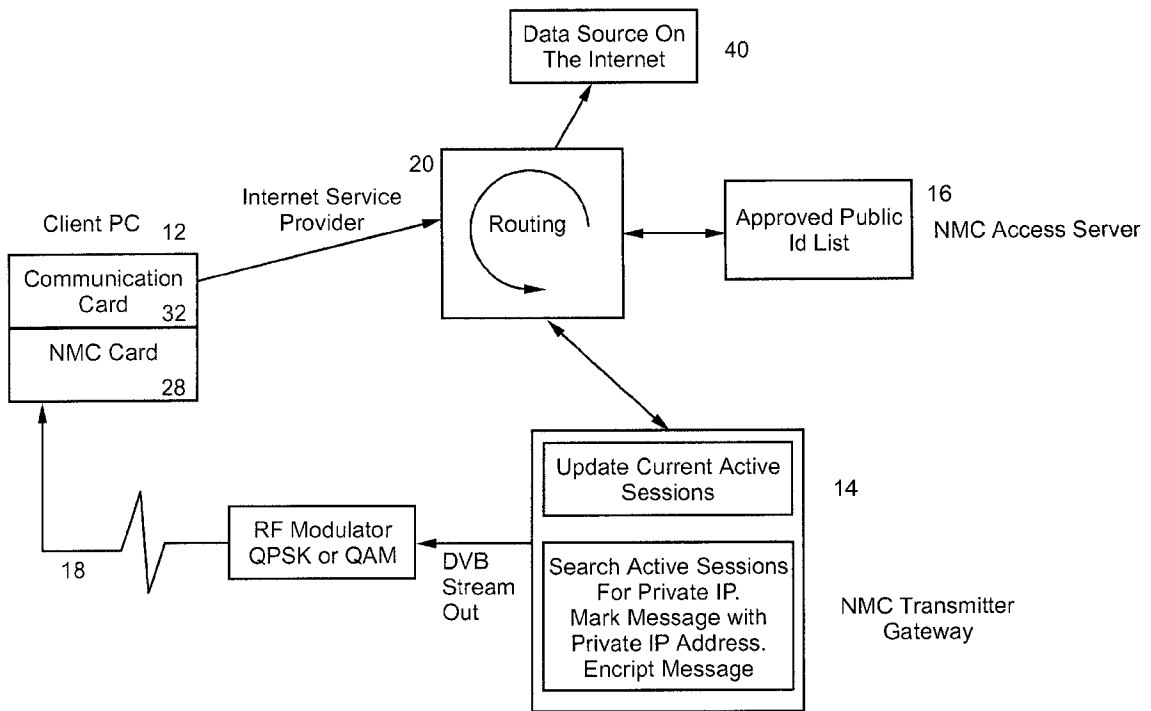 Data Source On
The Internet
40
20
Internet Service
Provider
Routing
16
Approved Public
Id List
NMC Access Server
Client PC
12
Communication
Card
32
NMC Card
28
Update Current Active
Sessions
14
Search Active Sessions
For Private IP.
Mark Message with
Private IP Address.
Encript Message
NMC Transmitter
Gateway
RF Modulator
QPSK or QAM
DVB
Stream
Out
18